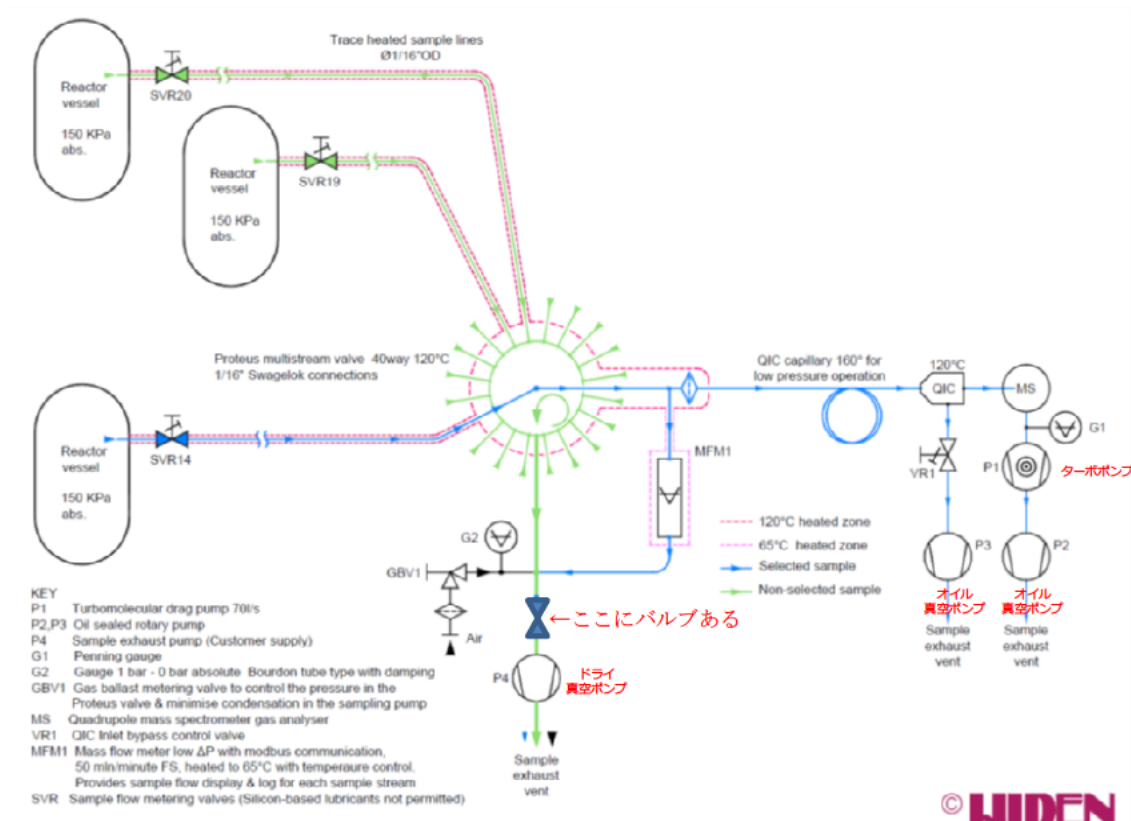 Trace heated sample lines
Ø1/16"OD
Reactor
vessel
150 KPa
abs.
SVR20
Reactor
vessel
150 KPa
abs.
SVR19
Proteus multistream valve 40way 120°C
1/16" Swagelok connections
QIC capillary 160° for
low pressure operation
120°C
QIC
MS
G1
Reactor
vessel
150 KPa
abs.
SVR14
MFM1
VR1
P1
ターボポンプ
G2
120°C heated zone
65°C heated zone
Selected sample
Non-selected sample
P3
P2
GBV1
Air
←ここにバルブある
オイル
真空ポンプ
オイル
真空ポンプ
Sample
exhaust
vent
Sample
exhaust
vent
P4
ドライ
真空ポンプ
Sample
exhaust
vent
KEY
P1 Turbomolecular drag pump 70l/s
P2,P3 Oil sealed rotary pump
P4 Sample exhaust pump (Customer supply)
G1 Penning gauge
G2 Gauge 1 bar - 0 bar absolute Bourdon tube type with damping
GBV1 Gas ballast metering valve to control the pressure in the
Proteus valve & minimise condensation in the sampling pump
MS Quadrupole mass spectrometer gas analyser
VR1 QIC Inlet bypass control valve
MFM1 Mass flow meter low ΔP with modbus communication,
50 mln/minute FS, heated to 65°C with temperaure control.
Provides sample flow display & log for each sample stream
SVR Sample flow metering valves (Silicon-based lubricants not permitted)
© HIDEN